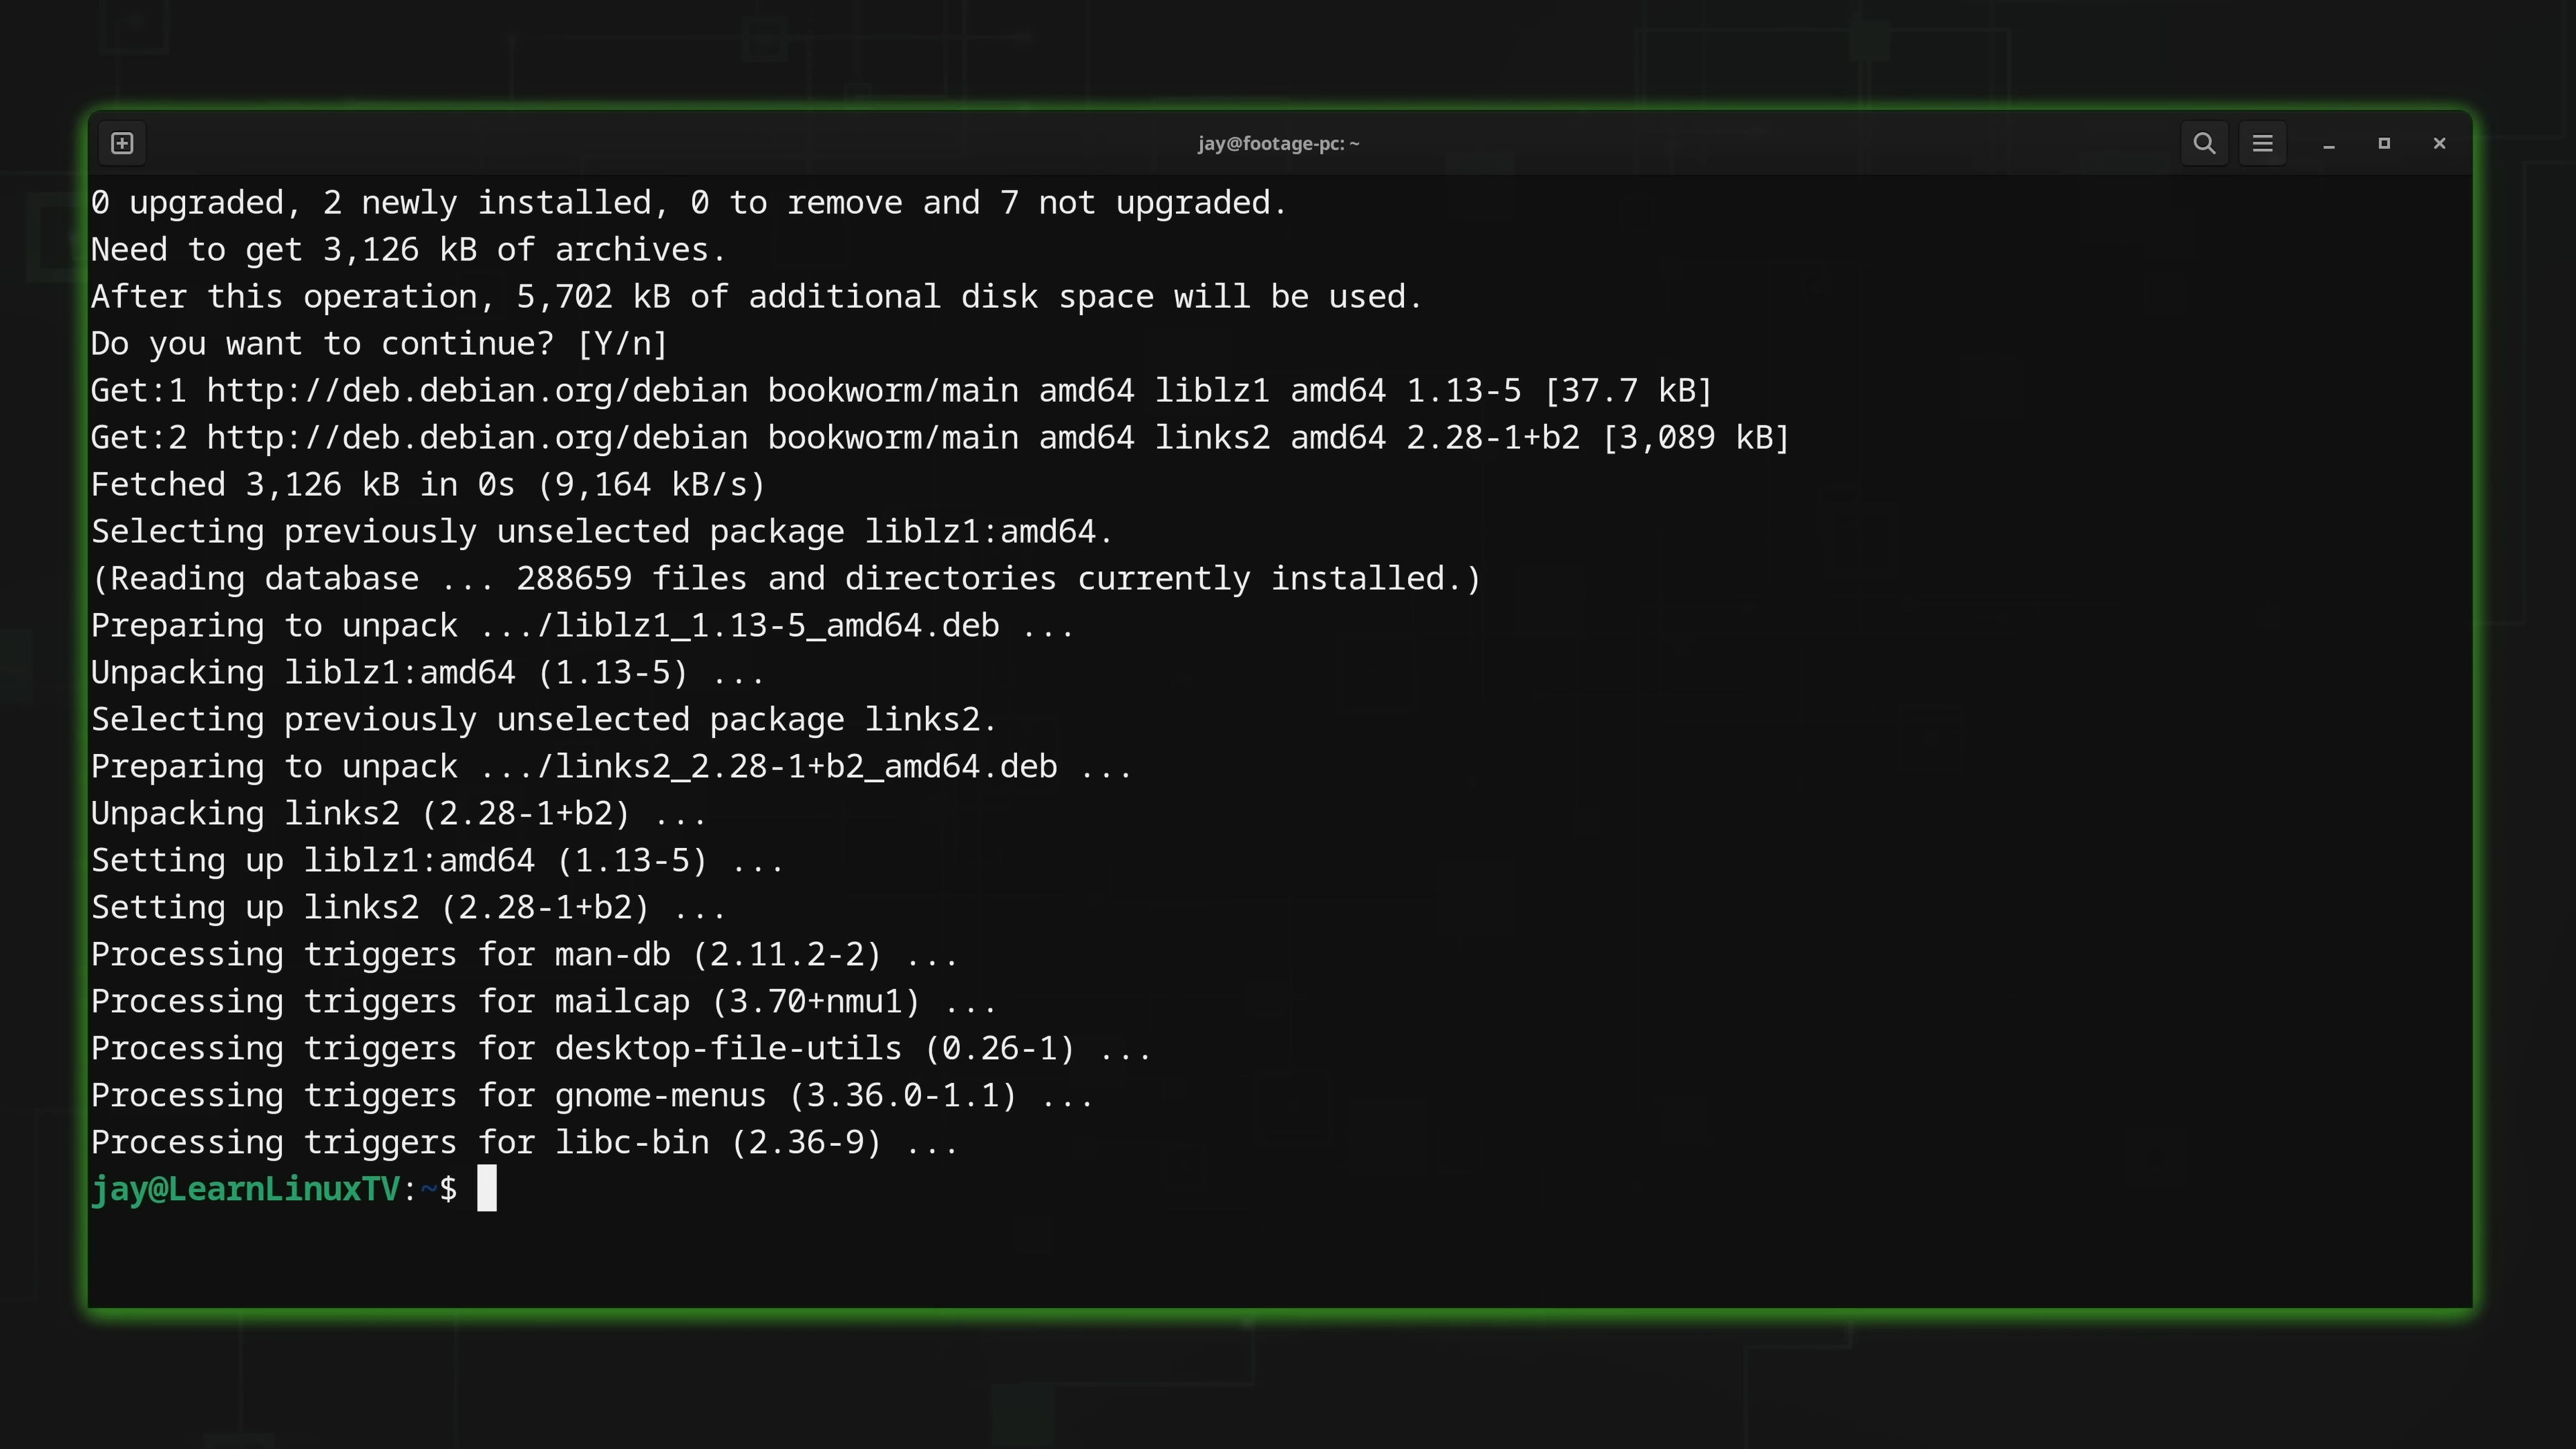 jay@footage-pc: ~
0 upgraded, 2 newly installed, 0 to remove and 7 not upgraded.
Need to get 3,126 kB of archives.
After this operation, 5,702 kB of additional disk space will be used.
Do you want to continue? [Y/n]
Get:1 http://deb.debian.org/debian bookworm/main amd64 liblz1 amd64 1.13-5 [37.7 kB]
Get:2 http://deb.debian.org/debian bookworm/main amd64 links2 amd64 2.28-1+b2 [3,089 kB]
Fetched 3,126 kB in 0s (9,164 kB/s)
Selecting previously unselected package liblz1:amd64.
(Reading database ... 288659 files and directories currently installed.)
Preparing to unpack .../liblz1_1.13-5_amd64.deb ...
Unpacking liblz1:amd64 (1.13-5) ...
Selecting previously unselected package links2.
Preparing to unpack .../links2_2.28-1+b2_amd64.deb ...
Unpacking links2 (2.28-1+b2) ...
Setting up liblz1:amd64 (1.13-5) ...
Setting up links2 (2.28-1+b2) ...
Processing triggers for man-db (2.11.2-2) ...
Processing triggers for mailcap (3.70+nmu1) ...
Processing triggers for desktop-file-utils (0.26-1) ...
Processing triggers for gnome-menus (3.36.0-1.1) ...
Processing triggers for libc-bin (2.36-9) ...
jay@LearnLinuxTV:~$